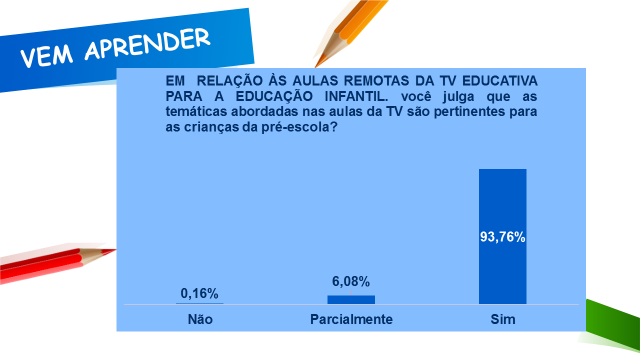 VEM APRENDER
EM RELAÇÃO ÀS AULAS REMOTAS DA TV EDUCATIVA
PARA A EDUCAÇÃO INFANTIL. você julga que as
temáticas abordadas nas aulas da TV são pertinentes para
as crianças da pré-escola?
93,76%
6,08%
0,16%
Não Parcialmente Sim